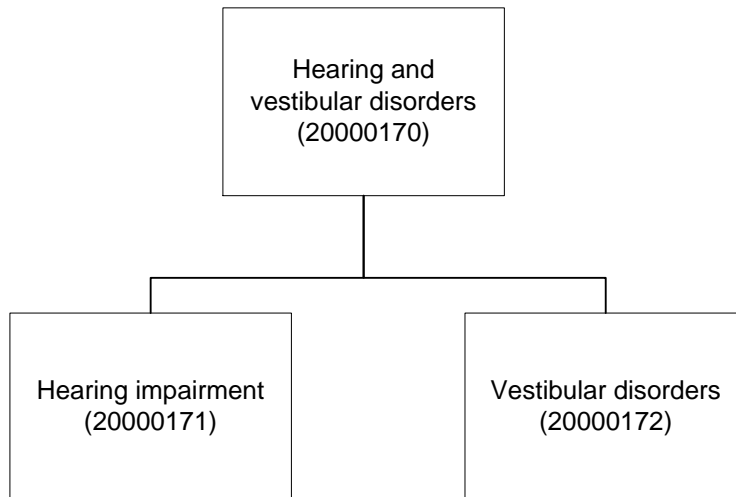 Hearing and
vestibular disorders
(20000170)
Hearing impairment
(20000171)
Vestibular disorders
(20000172)